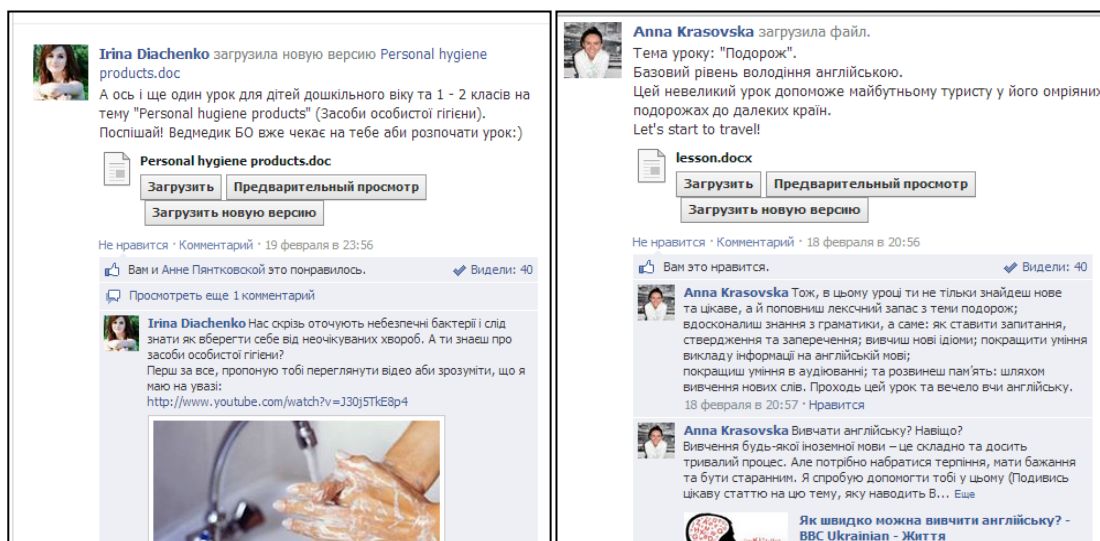 Irina Diachenko загрузила новую версию Personal hygiene
products.doc
А ось і ще один урок для дітей дошкільного віку та 1 - 2 класів на
тему "Personal hugiene products" (Засоби особистої гігієни).
Поспішай! Ведмедик БО вже чекає на тебе аби розпочати урок:)
Personal hygiene products.doc
Загрузить Предварительный просмотр
Загрузить новую версию
Не нравится · Комментарий · 19 февраля в 23:56
Вам и Анне Пянтковской это понравилось. Видели: 40
Просмотреть еще 1 комментарий
Irina Diachenko Нас скрізь оточують небезпечні бактерії і слід
знати як вберегти себе від неочікуваних хвороб. А ти знаєш про
засоби особистої гігієни?
Перш за все, пропоную тобі переглянути відео аби зрозуміти, що я
маю на увазі:
http://www.youtube.com/watch?v=J30j5TkE8p4
Anna Krasovska загрузила файл.
Тема уроку: "Подорож".
Базовий рівень володіння англійською.
Цей невеликий урок допоможе майбутньому туристу у його омріяних
подорожах до далеких країн.
Let's start to travel!
lesson.docx
Загрузить Предварительный просмотр
Загрузить новую версию
Не нравится · Комментарий · 18 февраля в 20:56
Вам это нравится. Видели: 40
Anna Krasovska Тож, в цьому уроці ти не тільки знайдеш нове
та цікаве, а й поповниш лексчний запас з теми подорож;
вдосконалиш знання з граматики, а саме: як ставити запитання,
ствердження та заперечення; вивчиш нові ідіоми; покращити уміння
викладу інформації на англійській мові;
покращиш уміння в аудіюванні; та розвинеш пам'ять: шляхом
вивчення нових слів. Проходь цей урок та вечело вчи англійську.
18 февраля в 20:57 · Нравится
Anna Krasovska Вивчати англійську? Навіщо?
Вивчення будь-якої іноземної мови – це складно та досить
тривалий процес. Але потрібно набратися терпіння, мати бажання
та бути старанним. Я спробую допомогти тобі у цьому (Подивись
цікаву статтю на цю тему, яку наводить В... Еще
Як швидко можна вивчити англійську? -
BBC Ukrainian - Життя